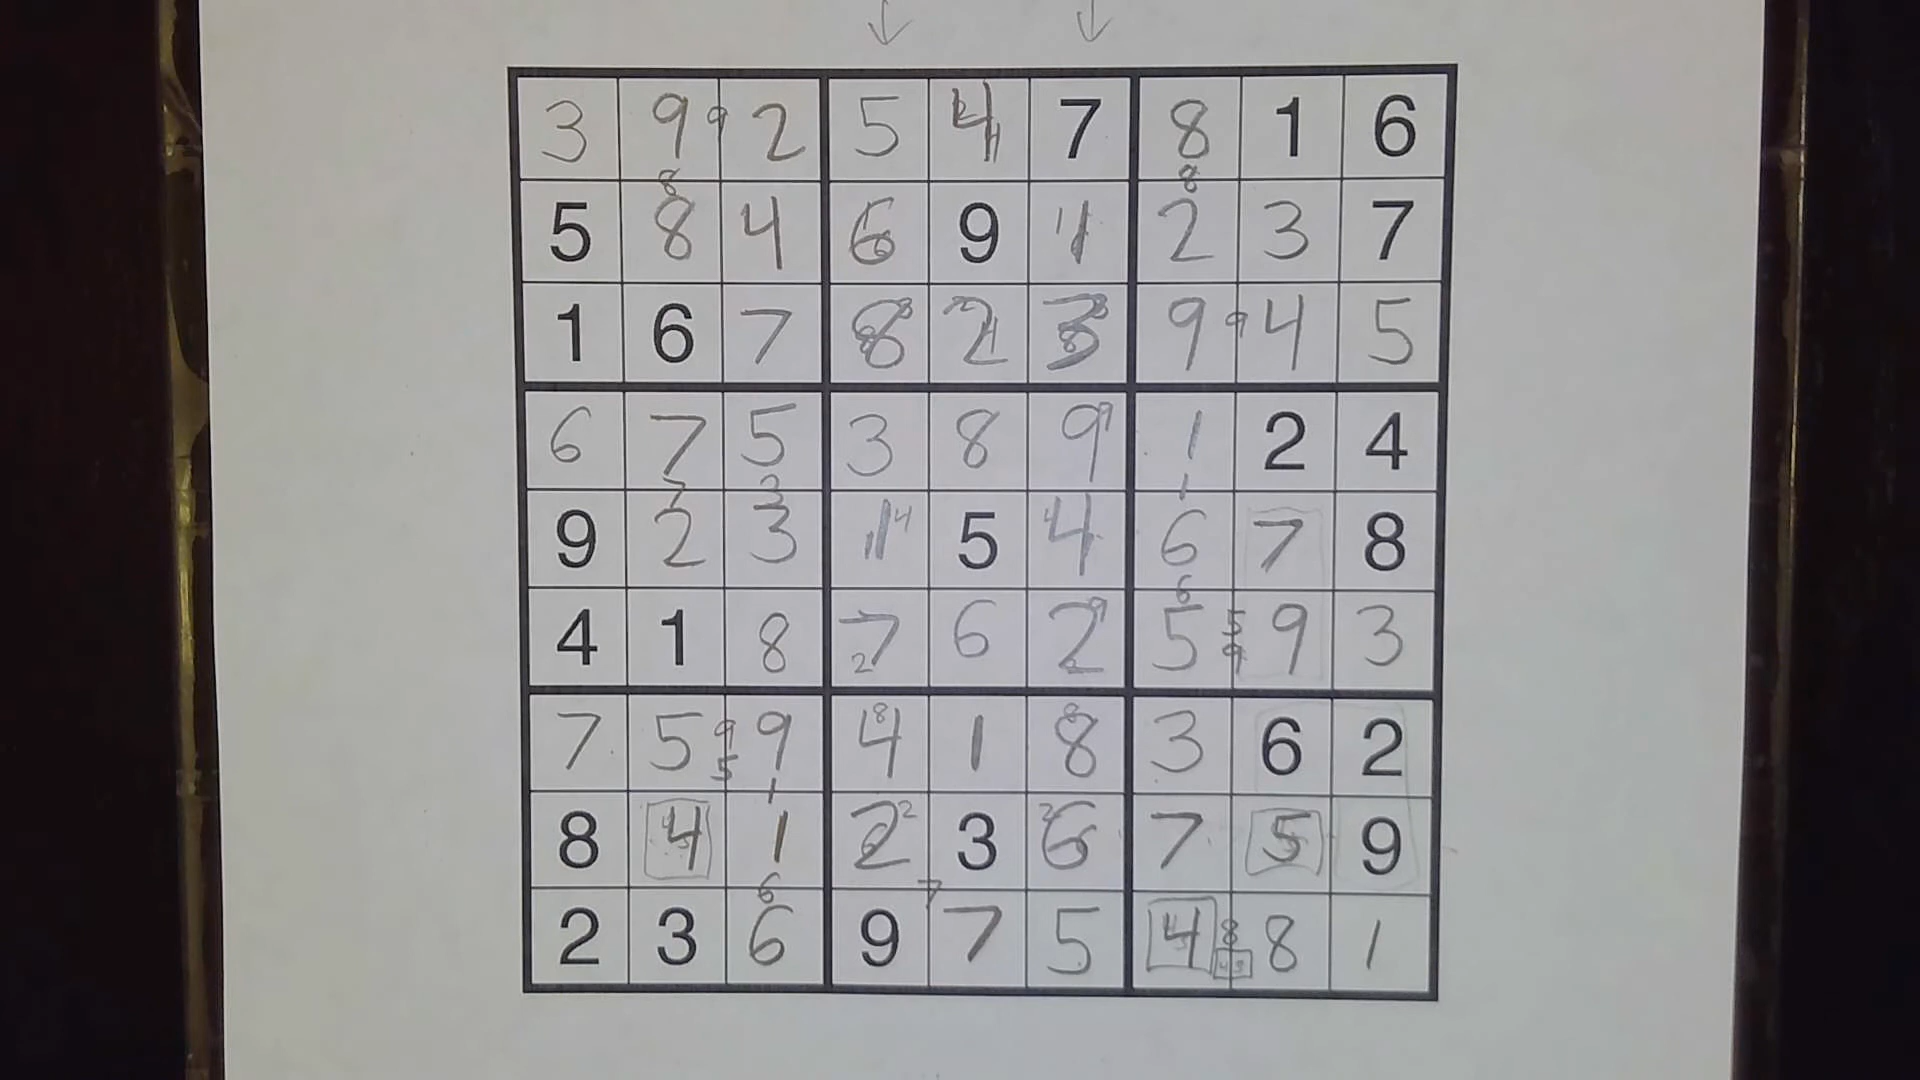 3 9 2 5 4 7 8 1 6
5 8 4 6 9 1 2 3 7
1 6 7 8 2 3 9 4 5
6 7 5 3 8 9 1 2 4
9 2 3 1 5 4 6 7 8
4 1 8 7 6 2 5 9 3
7 5 9 4 1 8 3 6 2
8 4 1 2 3 6 7 5 9
2 3 6 9 7 5 4 8 1